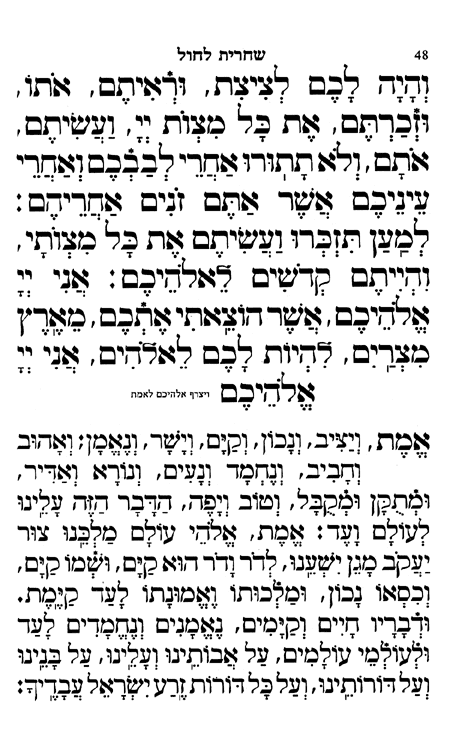 48 שחרית לחול
וְהָיָה לָכֶם לְצִיצִת, וּרְאִיתֶם, אֹתוֹ,
וּזְכַרְתֶּם, אֶת כָּל מִצְוֹת יְיָ, וַעֲשִׂיתֶם,
אֹתָם, וְלֹא תָתוּרוּ אַחֲרֵי לְבַבְכֶם וְאַחֲרֵי
עֵינֵיכֶם אֲשֶׁר אַתֶּם זֹנִים אַחֲרֵיהֶם:
לְמַעַן תִּזְכְּרוּ וַעֲשִׂיתֶם אֶת כָּל מִצְוֹתָי,
וִהְיִיתֶם קְדשִׁים לֵאלֹהֵיכֶם: אֲנִי יְיָ
אֱלֹהֵיכֶם, אֲשֶׁר הוֹצֵאתִי אֶתְכֶם, מֵאֶרֶץ
מִצְרַיִם, לִהְיוֹת לָכֶם לֵאלֹהִים, אֲנִי יְיָ
אֱלֹהֵיכֶם ויצרף אלהיכם לאמת
אֱמֶת, וְיַצִּיב, וְנָכוֹן, וְקַיָּם, וְיָשָׁר, וְנֶאֱמָן; וְאָהוּב
וְחָבִיב, וְנֶחְמָד וְנָעִים, וְנוֹרָא וְאַדִּיר,
וּמְתֻקָּן וּמְקֻבָּל, וְטוֹב וְיָפֶה, הַדָּבָר הַזֶּה עָלֵינוּ
לְעוֹלָם וָעֶד: אֱמֶת, אֱלֹהֵי עוֹלָם מַלְכֵּנוּ צוּר
יַעֲקֹב מָגֵן יִשְׁעֵנוּ, לְדֹר וָדֹר הוּא קַיָּם, וּשְׁמוֹ קַיָּם,
וְכִסְאוֹ נָכוֹן, וּמַלְכוּתוֹ וֶאֱמוּנָתוֹ לָעַד קַיֶּמֶת.
וּדְבָרָיו חָיִים וְקַיָּמִים, נֶאֱמָנִים וְנֶחֱמָדִים לָעַד
וּלְעוֹלְמֵי עוֹלָמִים, עַל אֲבוֹתֵינוּ וְעָלֵינוּ, עַל בָּנֵינוּ
וְעַל דּוֹרוֹתֵינוּ, וְעַל כָּל דּוֹרוֹת זֶרַע יִשְׂרָאֵל עֲבָדֶיךָ: